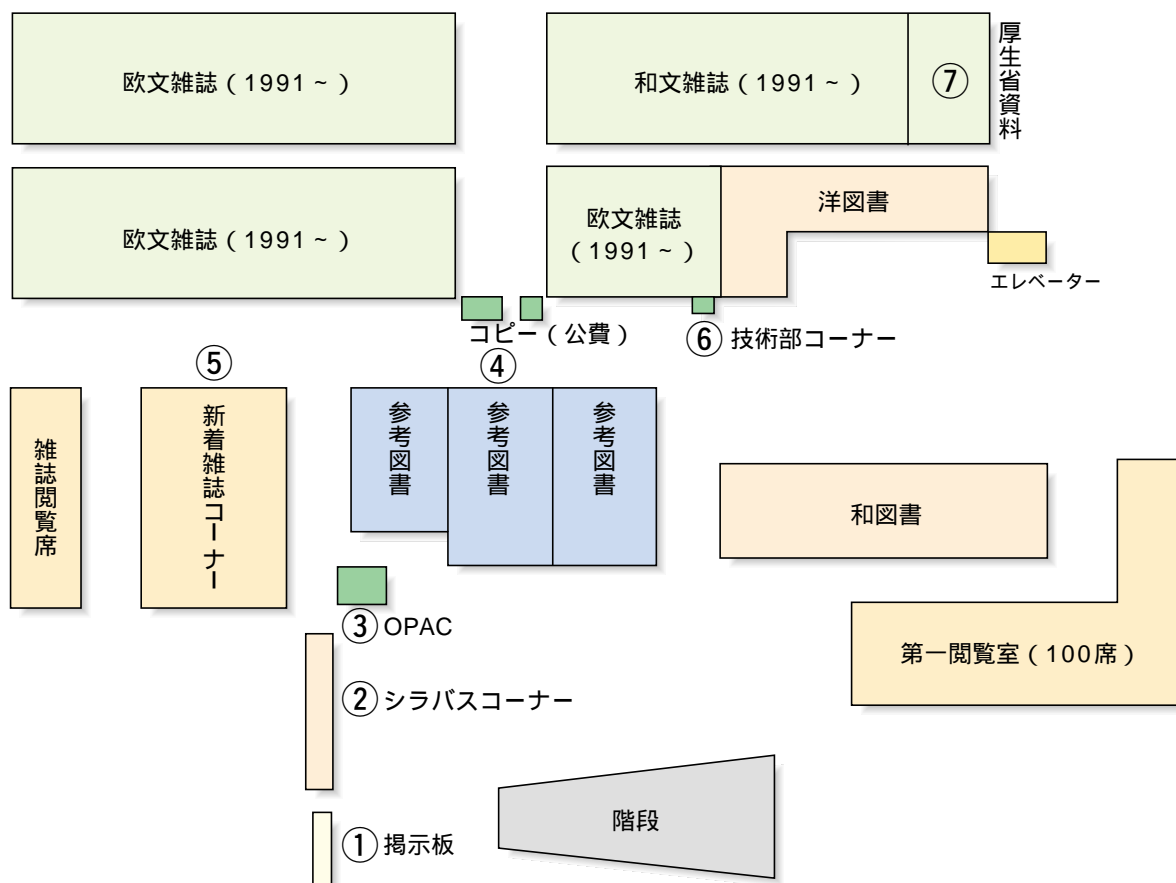 欧文雑誌（1991～）
和文雑誌（1991～）
⑦
厚生省資料
欧文雑誌（1991～）
欧文雑誌
（1991～）
洋図書
エレベーター
コピー（公費）
⑥ 技術部コーナー
⑤
④
雑誌閲覧席
新着雑誌コーナー
参考図書
参考図書
参考図書
和図書
③ OPAC
第一閲覧室（100席）
② シラバスコーナー
階段
① 掲示板